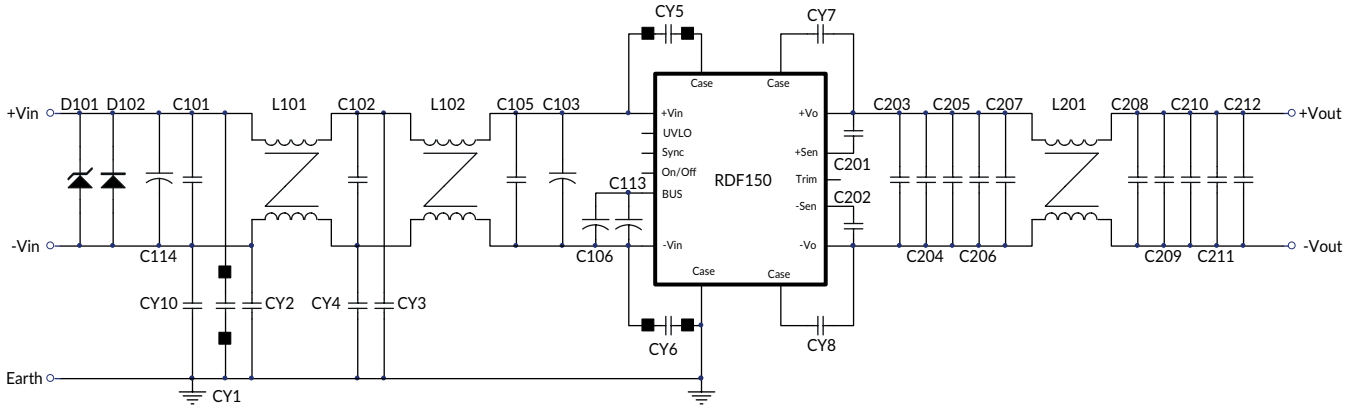 CY5
CY7
Case
Case
D101
D102
C101
L101
C102
L102
C105
C103
C203
C205
C207
L201
C208
C210
C212
+Vin
+Vin
+Vo
+Vout
UVLO
Sync
+Sen
C201
On/Off
RDF150
Trim
C113
BUS
C202
-Sen
-Vin
-Vin
-Vo
-Vout
C114
C106
C204
C206
C209
C211
Case
Case
CY10
CY2
CY4
CY3
CY6
CY8
Earth
CY1